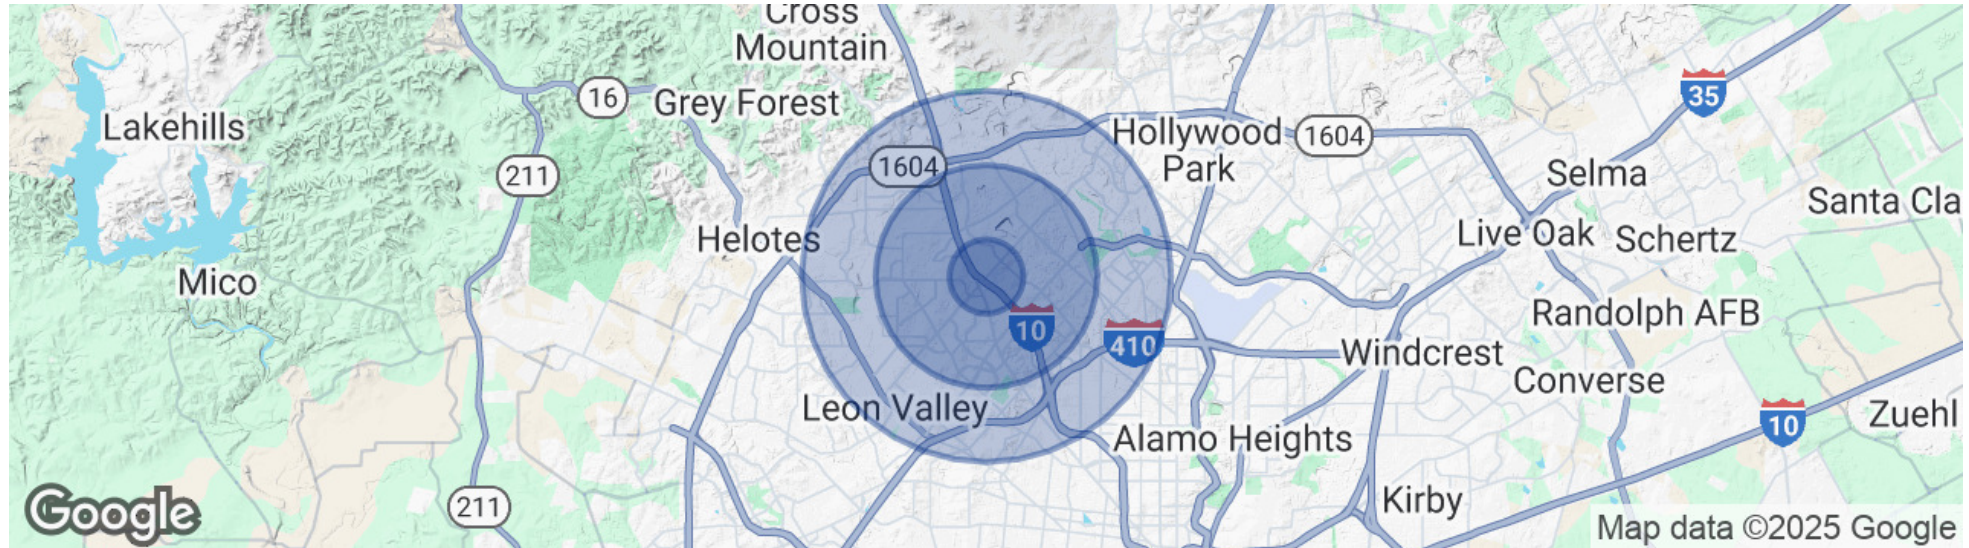 Cross
Mountain
35
16
Grey Forest
Lakehills
Hollywood
Park
1604
1604
211
Selma
Santa Cla
Helotes
Live Oak
Schertz
Mico
Randolph AFB
10
410
Windcrest
Converse
Leon Valley
10
Zuehl
Alamo Heights
Kirby
211
Google
Map data ©2025 Google